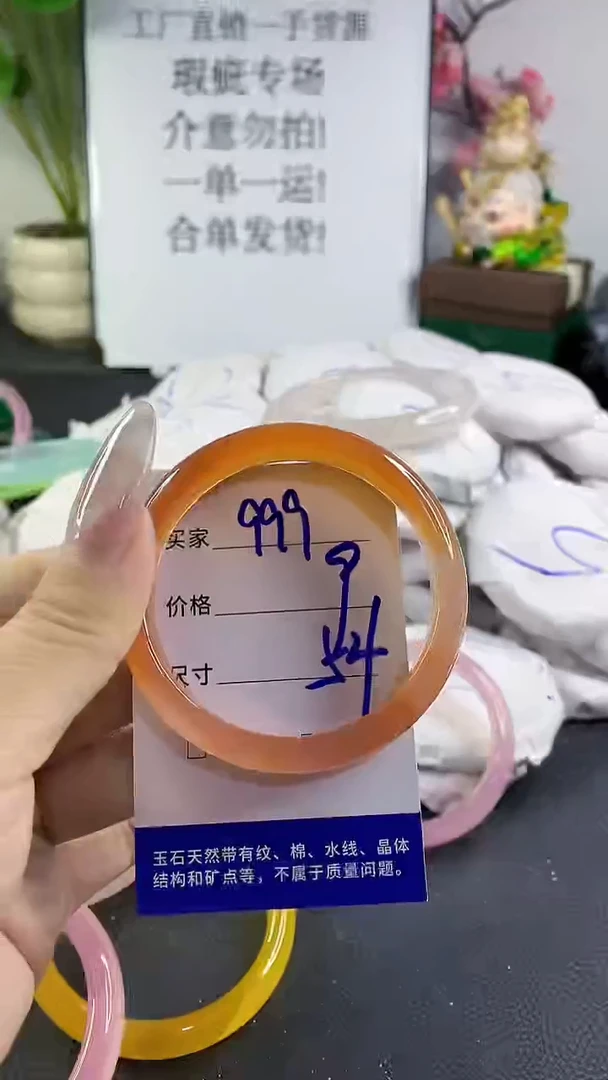 工厂直销一手货源
瑕疵专场
介意勿拍!
一单一运!
合单发货!
买家 999
价格 9
尺寸 54
玉石天然带有纹、棉、水线、晶体
结构和矿点等，不属于质量问题。